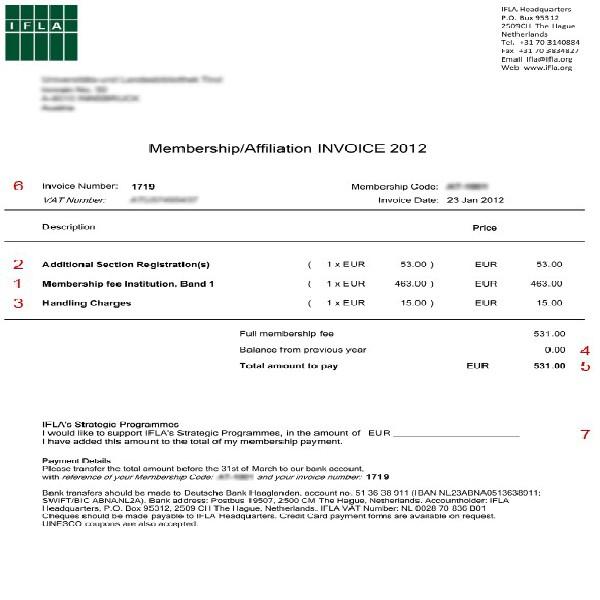 IFLA
IFLA Headquarters
P.O. Box 95312
2509CH The Hague
Netherlands
Tel. +31 70 3140884
Fax +31 70 3834827
Email ifla@ifla.org
Web www.ifla.org
Membership/Affiliation INVOICE 2012
6 Invoice Number: 1719 Membership Code:
VAT Number: Invoice Date: 23 Jan 2012
Description Price
2 Additional Section Registration(s) ( 1 x EUR 53.00 ) EUR 53.00
1 Membership fee Institution, Band 1 ( 1 x EUR 463.00 ) EUR 463.00
3 Handling Charges ( 1 x EUR 15.00 ) EUR 15.00
Full membership fee 531.00
Balance from previous year 0.00 4
Total amount to pay EUR 531.00 5
IFLA's Strategic Programmes
I would like to support IFLA's Strategic Programmes, in the amount of EUR 7
I have added this amount to the total of my membership payment.
Payment Details
Please transfer the total amount before the 31st of March to our bank account,
with reference of your Membership Code: and your invoice number: 1719
Bank transfers should be made to Deutsche Bank Haaglanden, account no. 51 36 38 911 (IBAN NL23ABNA0513638911;
SWIFT/BIC ABNANL2A). Bank address: Postbus 119507, 2500 CM The Hague, Netherlands. Accountholder: IFLA
Headquarters, P.O. Box 95312, 2509 CH The Hague, Netherlands. IFLA VAT Number: NL 0028 70 836 B01
Cheques should be made payable to IFLA Headquarters. Credit Card payment forms are available on request.
UNESCO coupons are also accepted.